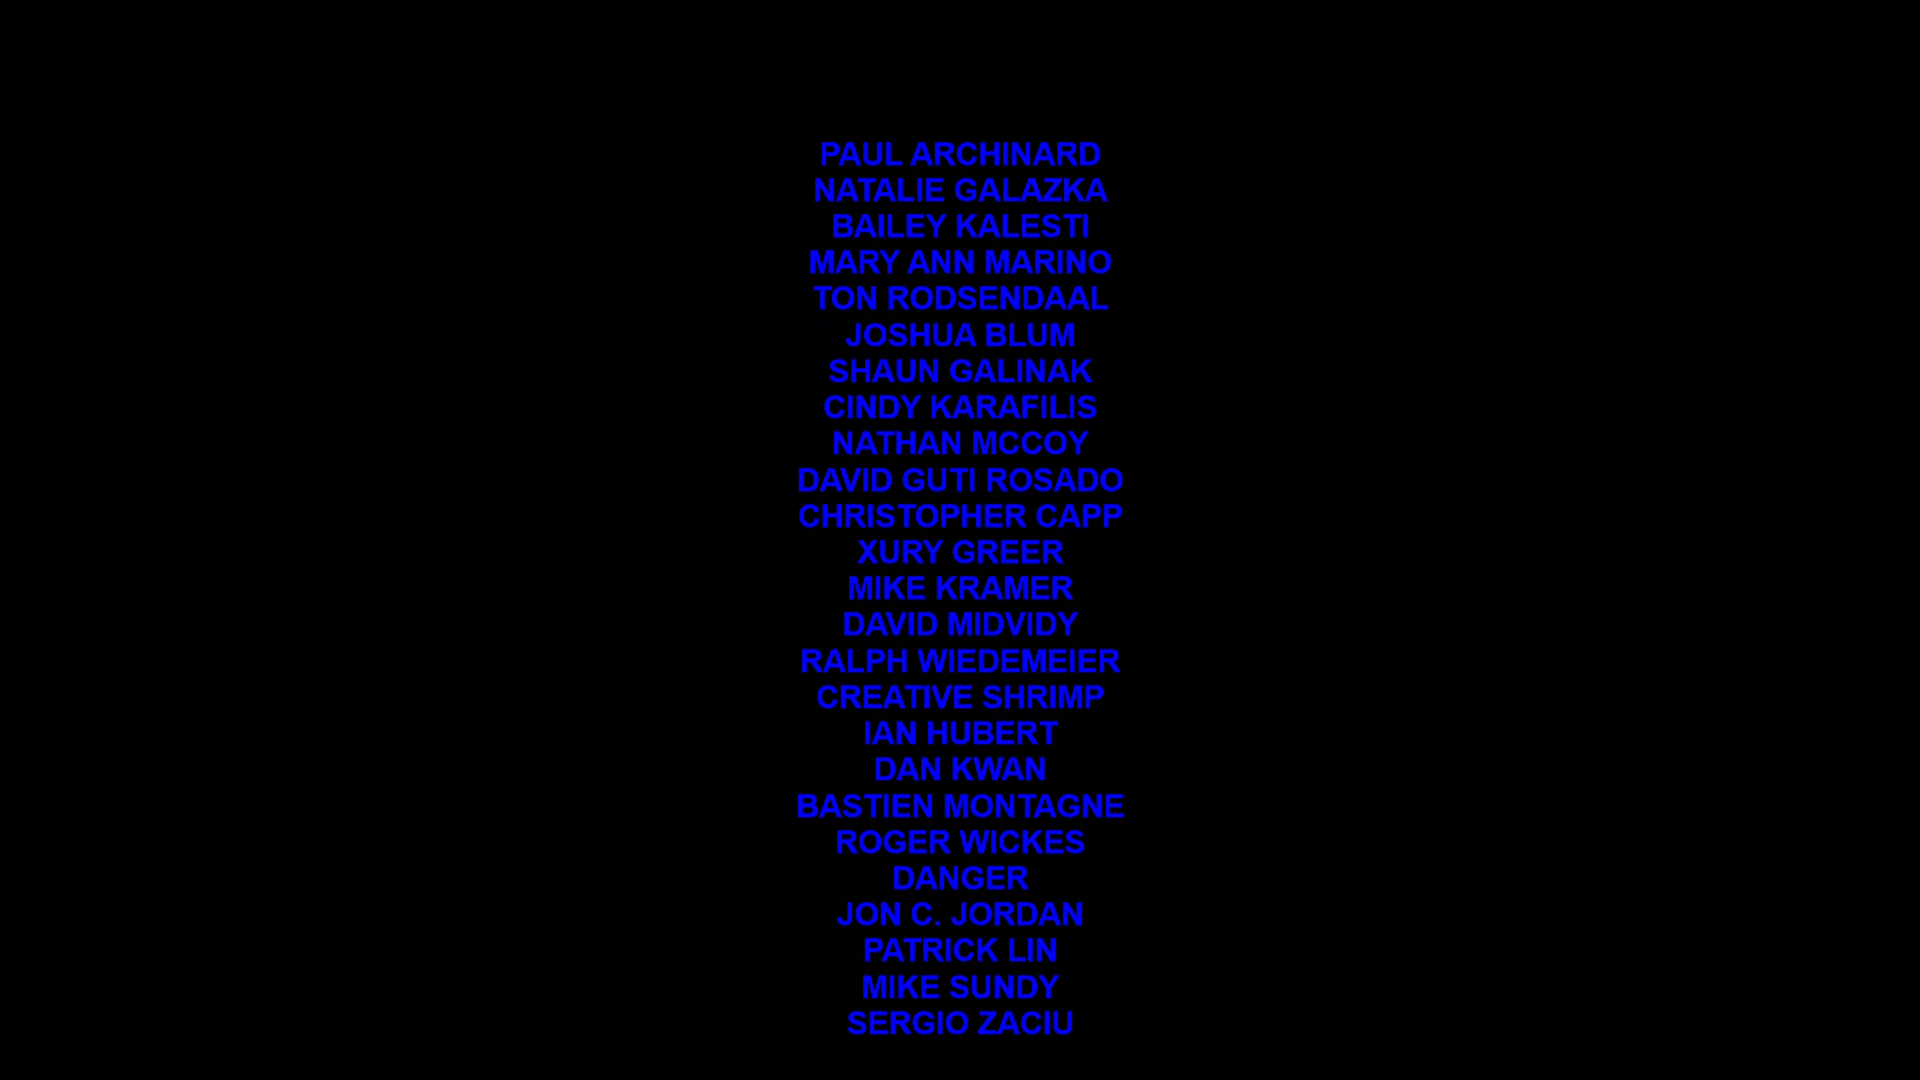 PAUL ARCHINARD
NATALIE GALAZKA
BAILEY KALESTI
MARY ANN MARINO
TON RODSENDAAL
JOSHUA BLUM
SHAUN GALINAK
CINDY KARAFILIS
NATHAN MCCOY
DAVID GUTI ROSADO
CHRISTOPHER CAPP
XURY GREER
MIKE KRAMER
DAVID MIDVIDY
RALPH WIEDEMEIER
CREATIVE SHRIMP
IAN HUBERT
DAN KWAN
BASTIEN MONTAGNE
ROGER WICKES
DANGER
JON C. JORDAN
PATRICK LIN
MIKE SUNDY
SERGIO ZACIU